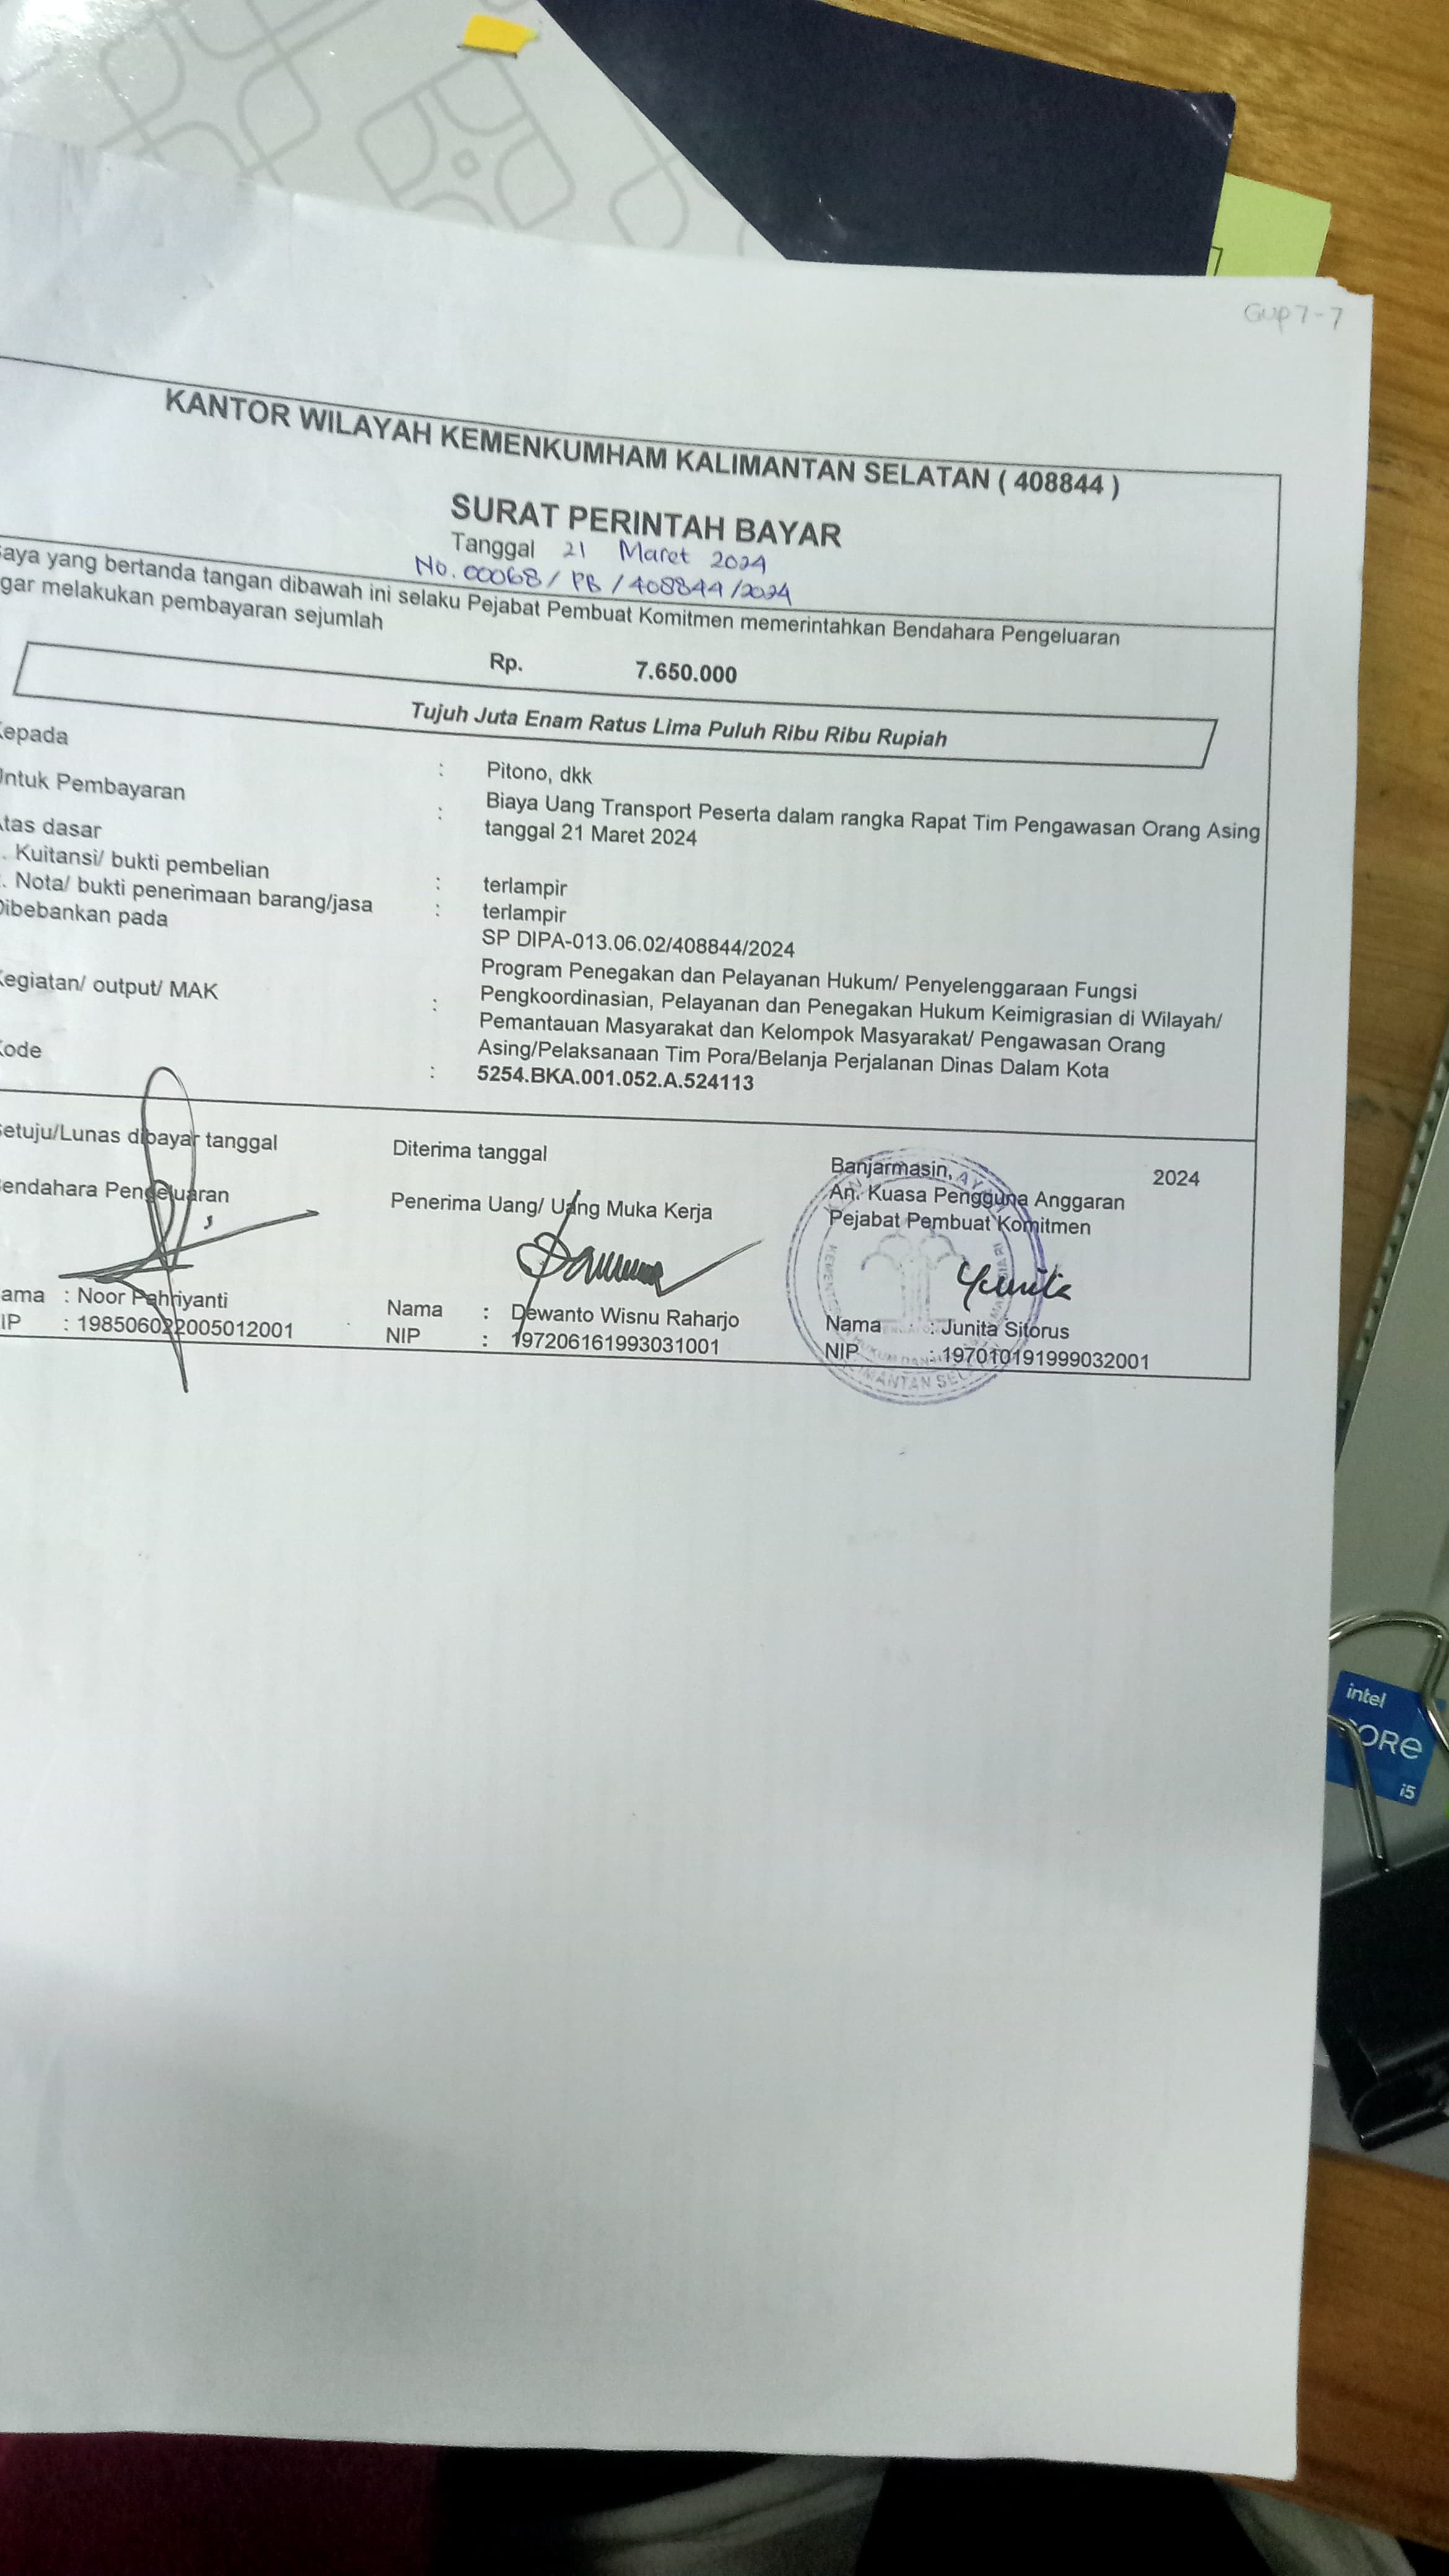 Gup 7-7
KANTOR WILAYAH KEMENKUMHAM KALIMANTAN SELATAN ( 408844 )
SURAT PERINTAH BAYAR
Tanggal 21 Maret 2024
No. 00068 / PB / 408844 / 2024
aya yang bertanda tangan dibawah ini selaku Pejabat Pembuat Komitmen memerintahkan Bendahara Pengeluaran
gar melakukan pembayaran sejumlah
Rp. 7.650.000
Tujuh Juta Enam Ratus Lima Puluh Ribu Ribu Rupiah
epada : Pitono, dkk
ntuk Pembayaran : Biaya Uang Transport Peserta dalam rangka Rapat Tim Pengawasan Orang Asing
tanggal 21 Maret 2024
tas dasar
. Kuitansi/ bukti pembelian : terlampir
. Nota/ bukti penerimaan barang/jasa : terlampir
ibebankan pada SP DIPA-013.06.02/408844/2024
Program Penegakan dan Pelayanan Hukum/ Penyelenggaraan Fungsi
egiatan/ output/ MAK : Pengkoordinasian, Pelayanan dan Penegakan Hukum Keimigrasian di Wilayah/
Pemantauan Masyarakat dan Kelompok Masyarakat/ Pengawasan Orang
Asing/Pelaksanaan Tim Pora/Belanja Perjalanan Dinas Dalam Kota
ode : 5254.BKA.001.052.A.524113
etuju/Lunas dibayar tanggal
endahara Pengeluaran
ama : Noor Pahriyanti
IP : 198506022005012001
Diterima tanggal
Penerima Uang/ Uang Muka Kerja
Nama : Dewanto Wisnu Raharjo
NIP : 197206161993031001
Banjarmasin, 2024
An. Kuasa Pengguna Anggaran
Pejabat Pembuat Komitmen
Yunita
Nama : Junita Sitorus
NIP : 197010191999032001
intel
CORE
i5